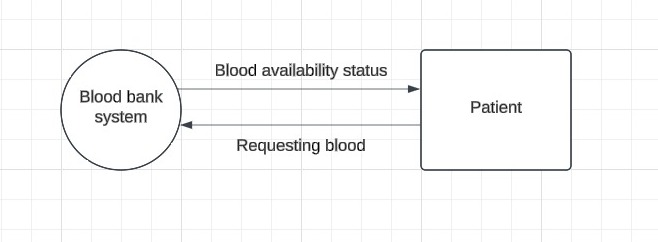 Blood availability status
Blood bank
system
Patient
Requesting blood